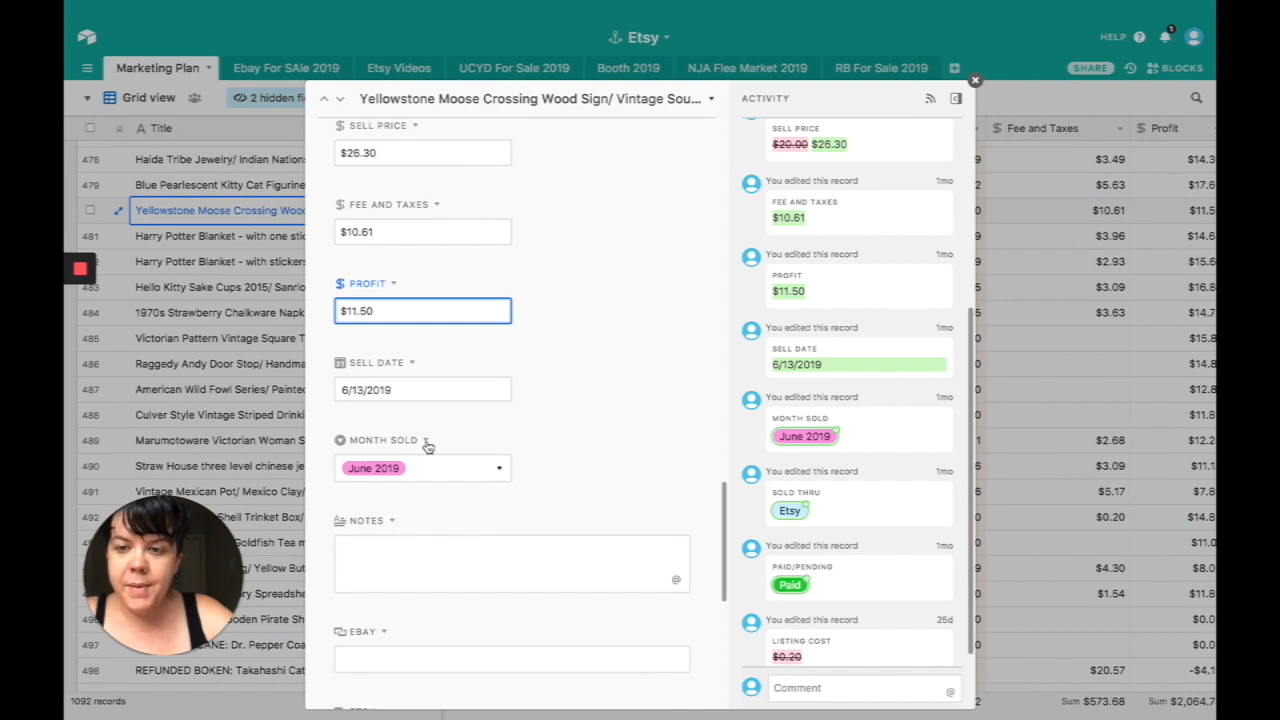 Etsy
HELP
1
Marketing Plan
Ebay For SAle 2019
Etsy Videos
UCYD For Sale 2019
Booth 2019
NJA Flea Market 2019
RB For Sale 2019
SHARE
BLOCKS
Grid view
2 hidden fi
Title
478 Haida Tribe Jewelry/ Indian Nation
479 Blue Pearlescent Kitty Cat Figurine
Yellowstone Moose Crossing Wood
481 Harry Potter Blanket - with one stic
Harry Potter Blanket - with stickers
483 Hello Kitty Sake Cups 2015/ Sanrio
484 1970s Strawberry Chalkware Napk
485 Victorian Pattern Vintage Square T
486 Raggedy Andy Door Stop/ Handma
487 American Wild Fowl Series/ Painted
488 Culver Style Vintage Striped Drinki
489 Marumotoware Victorian Woman S
490 Straw House three level chinese je
491 Vintage Mexican Pot/ Mexico Clay/
492 Shell Trinket Box/
Goldfish Tea m
Yellow But
Spreadshe
ooden Pirate Sh
ANE: Dr. Pepper Coa
498 REFUNDED BOKEN: Takahashi Cat
1092 records
Yellowstone Moose Crossing Wood Sign/ Vintage Sou...
SELL PRICE
$26.30
FEE AND TAXES
$10.61
PROFIT
$11.50
SELL DATE
6/13/2019
MONTH SOLD
June 2019
NOTES
@
EBAY
ACTIVITY
SELL PRICE
$20.00 $26.30
You edited this record 1mo
FEE AND TAXES
$10.61
You edited this record 1mo
PROFIT
$11.50
You edited this record 1mo
SELL DATE
6/13/2019
You edited this record 1mo
MONTH SOLD
June 2019
You edited this record 1mo
SOLD THRU
Etsy
You edited this record 1mo
PAID/PENDING
Paid
You edited this record 25d
LISTING COST
$0.20
Comment @
Fee and Taxes Profit
$3.49 $14.3
$5.63 $17.6
$10.61 $11.5
$3.96 $14.6
$2.93 $15.6
$3.09 $16.8
$3.63 $14.7
$15.8
$14.8
$12.8
$11.8
$2.68 $12.2
$4.26 $10.5
$5.17 $7.8
$0.20 $14.8
$11.0
$4.30 $8.0
$1.54 $11.8
$0.0
$0.0
$20.57 -$4.1
Sum $573.68 Sum $2,064.7